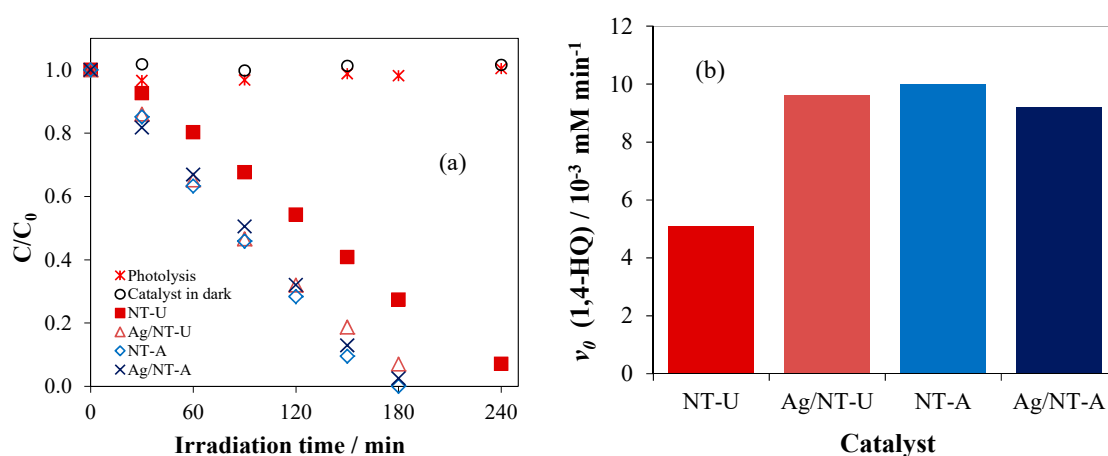 (a)
C/C₀
1.0
0.8
0.6
0.4
0.2
0.0
Photolysis
Catalyst in dark
NT-U
Ag/NT-U
NT-A
Ag/NT-A
0 60 120 180 240
Irradiation time / min
(b)
v₀ (1,4-HQ) / 10⁻³ mM min⁻¹
12
10
8
6
4
2
0
NT-U Ag/NT-U NT-A Ag/NT-A
Catalyst